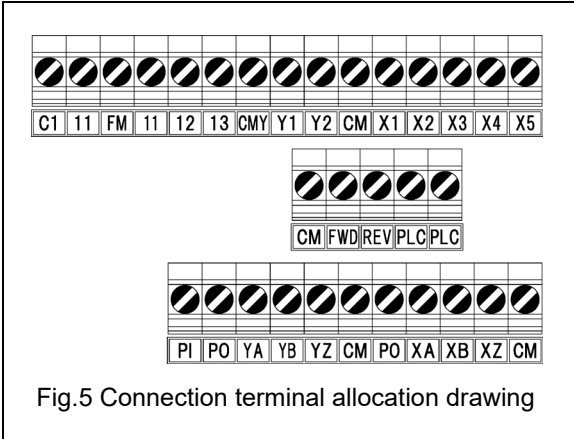 C1 11 FM 11 12 13 CMY Y1 Y2 CM X1 X2 X3 X4 X5
CM FWD REV PLC PLC
PI PO YA YB YZ CM PO XA XB XZ CM
Fig.5 Connection terminal allocation drawing